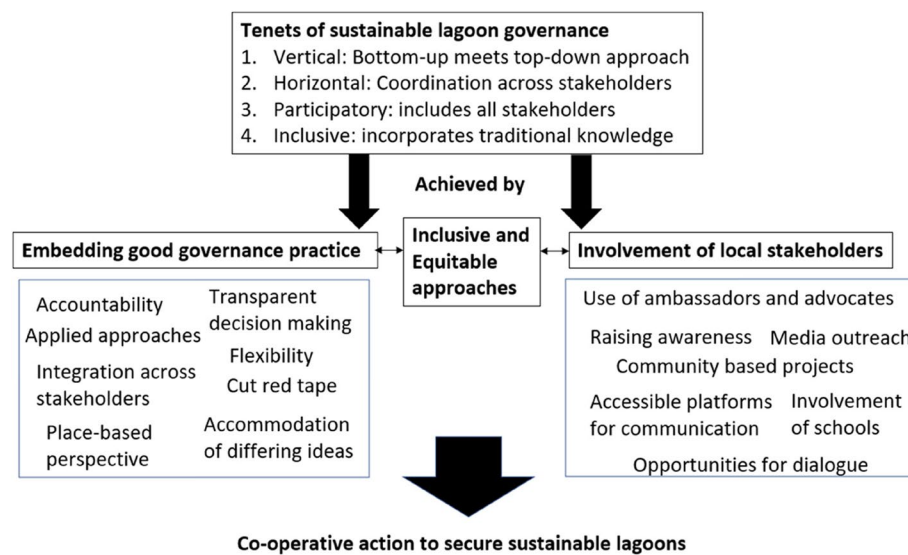 Tenets of sustainable lagoon governance
1. Vertical: Bottom-up meets top-down approach
2. Horizontal: Coordination across stakeholders
3. Participatory: includes all stakeholders
4. Inclusive: incorporates traditional knowledge
Achieved by
Embedding good governance practice
Inclusive and
Equitable
approaches
Involvement of local stakeholders
Accountability
Transparent
decision making
Applied approaches
Flexibility
Integration across
stakeholders
Cut red tape
Place-based
perspective
Accommodation
of differing ideas
Use of ambassadors and advocates
Raising awareness
Media outreach
Community based projects
Accessible platforms
for communication
Involvement
of schools
Opportunities for dialogue
Co-operative action to secure sustainable lagoons